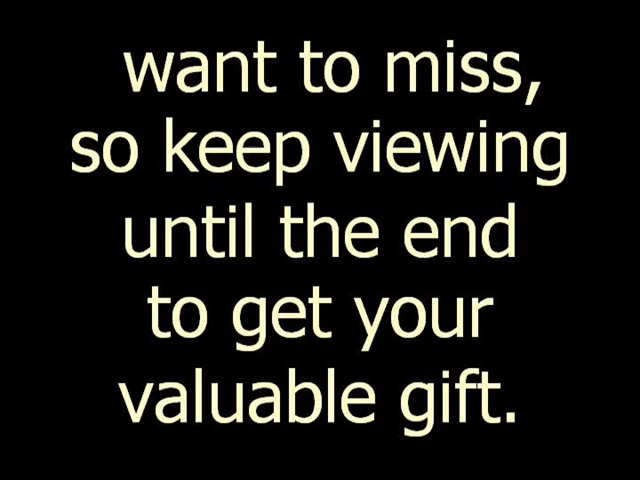 want to miss,
so keep viewing
until the end
to get your
valuable gift.